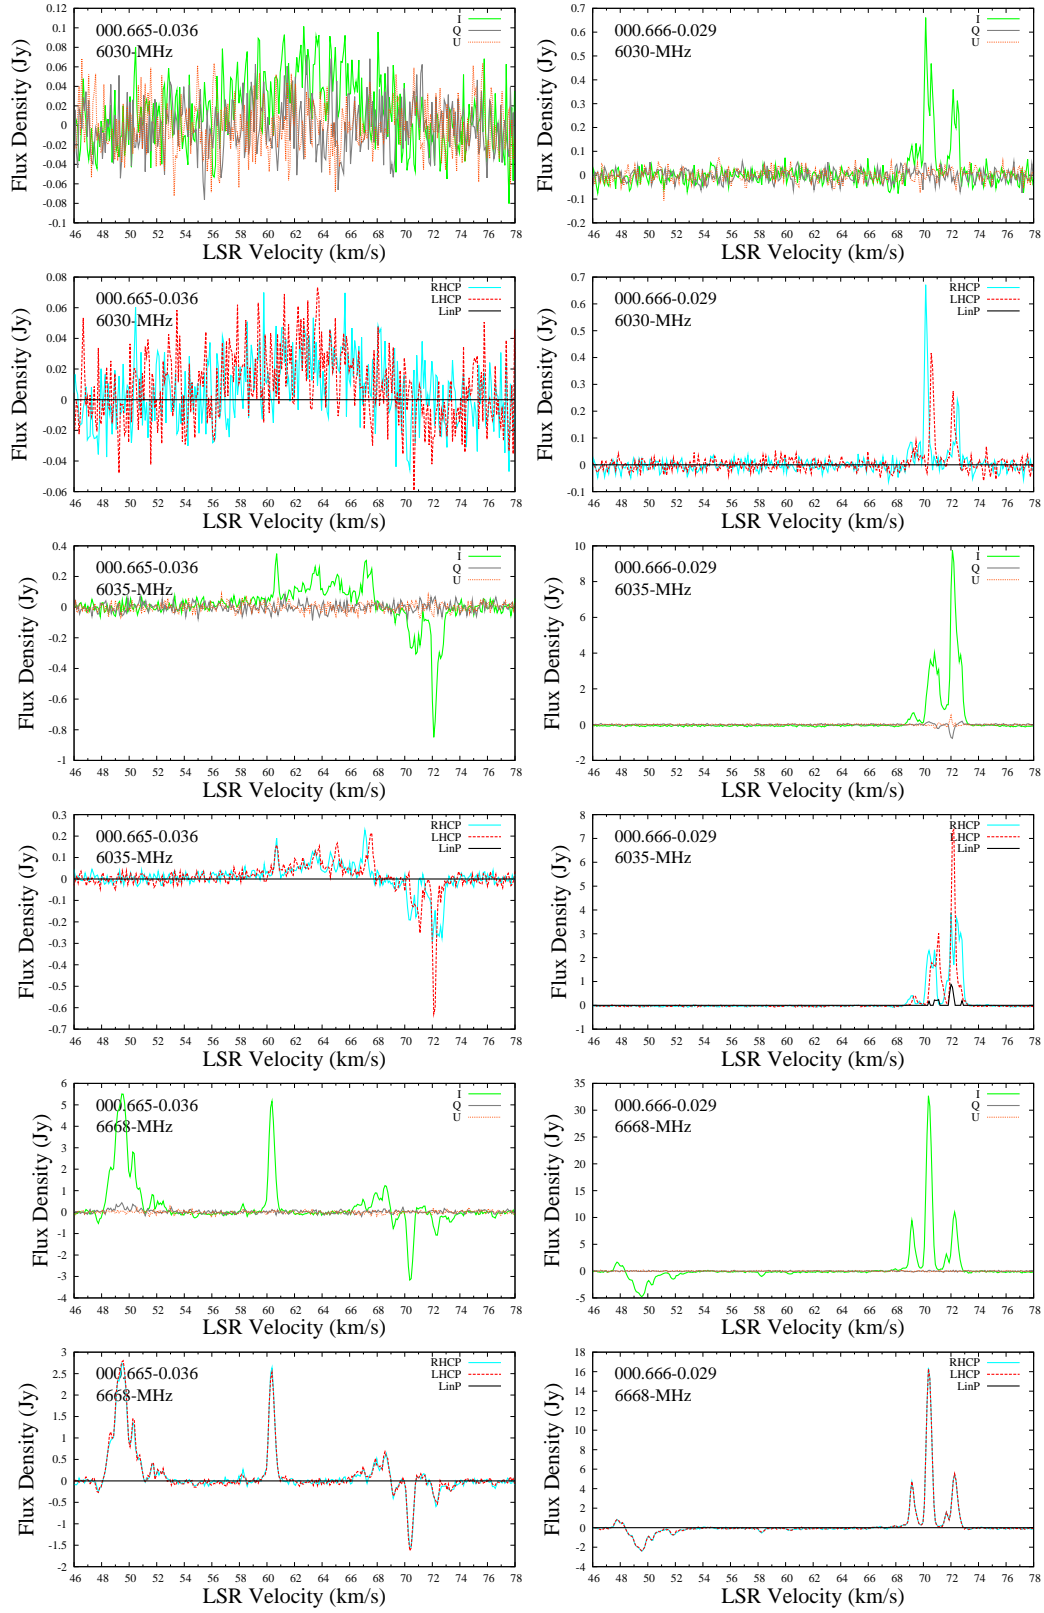 0.12
0.1
0.08
0.06
0.04
0.02
0
-0.02
-0.04
-0.06
-0.08
-0.1
Flux Density (Jy)
000.665-0.036
6030-MHz
I
Q
U
46 48 50 52 54 56 58 60 62 64 66 68 70 72 74 76 78
LSR Velocity (km/s)
0.7
0.6
0.5
0.4
0.3
0.2
0.1
0
-0.1
-0.2
Flux Density (Jy)
000.666-0.029
6030-MHz
I
Q
U
46 48 50 52 54 56 58 60 62 64 66 68 70 72 74 76 78
LSR Velocity (km/s)
0.08
0.06
0.04
0.02
0
-0.02
-0.04
-0.06
Flux Density (Jy)
000.665-0.036
6030-MHz
RHCP
LHCP
LinP
46 48 50 52 54 56 58 60 62 64 66 68 70 72 74 76 78
LSR Velocity (km/s)
0.7
0.6
0.5
0.4
0.3
0.2
0.1
0
-0.1
Flux Density (Jy)
000.666-0.029
6030-MHz
RHCP
LHCP
LinP
46 48 50 52 54 56 58 60 62 64 66 68 70 72 74 76 78
LSR Velocity (km/s)
0.4
0.2
0
-0.2
-0.4
-0.6
-0.8
-1
Flux Density (Jy)
000.665-0.036
6035-MHz
I
Q
U
46 48 50 52 54 56 58 60 62 64 66 68 70 72 74 76 78
LSR Velocity (km/s)
10
8
6
4
2
0
-2
Flux Density (Jy)
000.666-0.029
6035-MHz
I
Q
U
46 48 50 52 54 56 58 60 62 64 66 68 70 72 74 76 78
LSR Velocity (km/s)
0.3
0.2
0.1
0
-0.1
-0.2
-0.3
-0.4
-0.5
-0.6
-0.7
Flux Density (Jy)
000.665-0.036
6035-MHz
RHCP
LHCP
LinP
46 48 50 52 54 56 58 60 62 64 66 68 70 72 74 76 78
LSR Velocity (km/s)
8
7
6
5
4
3
2
1
0
-1
Flux Density (Jy)
000.666-0.029
6035-MHz
RHCP
LHCP
LinP
46 48 50 52 54 56 58 60 62 64 66 68 70 72 74 76 78
LSR Velocity (km/s)
6
5
4
3
2
1
0
-1
-2
-3
-4
Flux Density (Jy)
000.665-0.036
6668-MHz
I
Q
U
46 48 50 52 54 56 58 60 62 64 66 68 70 72 74 76 78
LSR Velocity (km/s)
35
30
25
20
15
10
5
0
-5
Flux Density (Jy)
000.666-0.029
6668-MHz
I
Q
U
46 48 50 52 54 56 58 60 62 64 66 68 70 72 74 76 78
LSR Velocity (km/s)
3
2.5
2
1.5
1
0.5
0
-0.5
-1
-1.5
-2
Flux Density (Jy)
000.665-0.036
6668-MHz
RHCP
LHCP
LinP
46 48 50 52 54 56 58 60 62 64 66 68 70 72 74 76 78
LSR Velocity (km/s)
18
16
14
12
10
8
6
4
2
0
-2
-4
Flux Density (Jy)
000.666-0.029
6668-MHz
RHCP
LHCP
LinP
46 48 50 52 54 56 58 60 62 64 66 68 70 72 74 76 78
LSR Velocity (km/s)